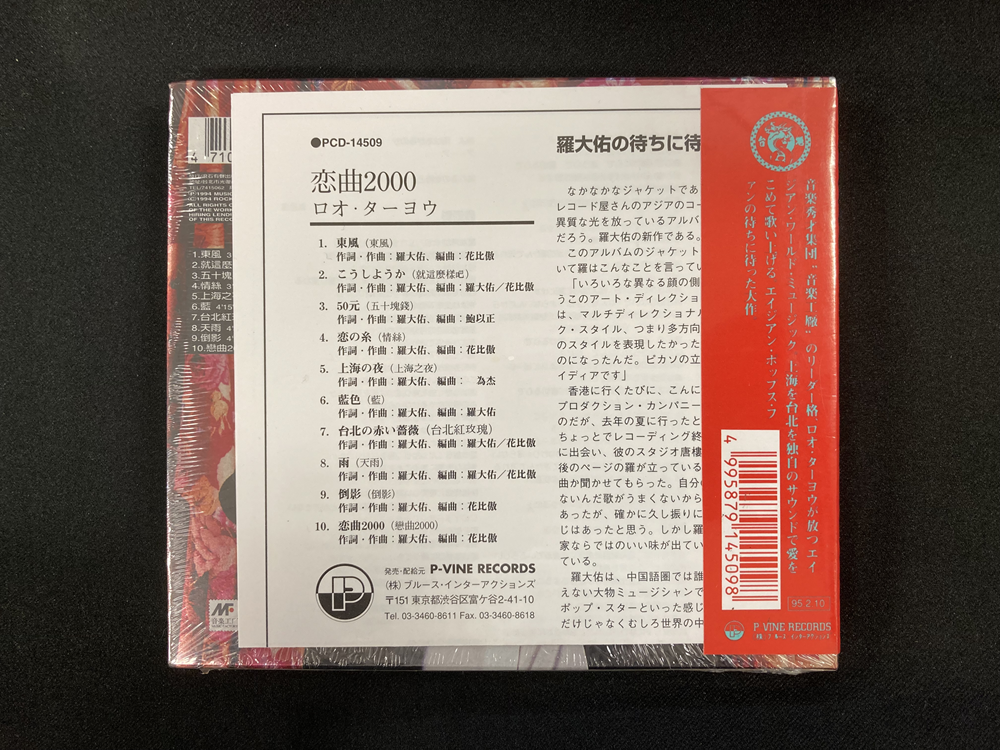 ●PCD-14509
恋曲2000
ロオ・ターヨウ
1. 東風（東風）
作詞・作曲：羅大佑、編曲：花比傲
2. こうしようか（就這麼樣吧）
作詞・作曲：羅大佑、編曲：羅大佑／花比傲
3. 50元（五十塊錢）
作詞・作曲：羅大佑、編曲：鮑以正
4. 恋の糸（情絲）
作詞・作曲：羅大佑、編曲：花比傲
5. 上海の夜（上海之夜）
作詞・作曲：羅大佑、編曲：　為杰
6. 藍色（藍）
作詞・作曲：羅大佑、編曲：羅大佑
7. 台北の赤い薔薇（台北紅玫瑰）
作詞・作曲：羅大佑、編曲：羅大佑／花比傲
8. 雨（天雨）
作詞・作曲：羅大佑、編曲：羅大佑／花比傲
9. 倒影（倒影）
作詞・作曲：羅大佑、編曲：花比傲
10. 恋曲2000（戀曲2000）
作詞・作曲：羅大佑、編曲：花比傲
発売・配給元・P-VINE RECORDS
（株）ブルース・インターアクションズ
〒151 東京都渋谷区富ケ谷2-41-10
Tel. 03-3460-8611 Fax. 03-3460-8618
羅大佑の待ちに待
なかなかなジャケットであ
レコード屋さんのアジアのコー
異質な光を放っているアルバ
だろう。羅大佑の新作である。
このアルバムのジャケット
いて羅はこんなことを言ってい
「いろいろな異なる顔の側
うこのアート・ディレクショ
は、マルチディレクショナル
ク・スタイル、つまり多方向
のスタイルを表現したかった
のになったんだ。ピカソの立
イディアです」
香港に行くたびに、こんに
プロダクション・カンパニー
のだが、去年の夏に行ったと
ちょっとでレコーディング終
に出会い、彼のスタジオ唐樓
後のページの羅が立っている
曲か聞かせてもらった。自分
ないんだ歌がうまくないから
あったが、確かに久し振りに
じはあったと思う。しかし羅
家ならではのいい味が出てい
ている。
羅大佑は、中国語圏では誰
えない大物ミュージシャンで
ポップ・スターといった感じ
だけじゃなくむしろ世界の中
台湾
音楽秀才集団“音楽工廠”のリーダー格 ロオ・ターヨウが放つエイ
シアン・ワールド・ミュージック 上海を台北を独自のサウンドで愛を
こめて歌い上げる エイジアン・ポップス・フ
ァンの待ちに待った大作
4 995879 145098
95.2.10
P-VINE RECORDS
4 710
TEL/7415062
P 1994 MUSIC
C 1994 ROCK
ALL RIGHTS O
OF THE WORK
HIRING LENDI
OF THIS RECO
1.東風
2.就這麼
3.五十塊
4.情絲
5.上海之
6.藍 4'15
7.台北紅
8.天雨
9.倒影
10.戀曲
MF
音楽工